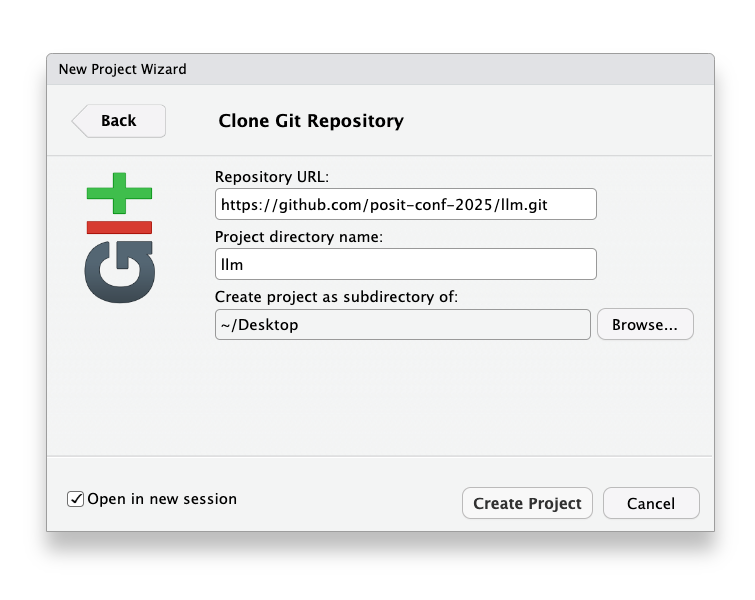 New Project Wizard
Back
Clone Git Repository
GIT
Repository URL:
https://github.com/posit-conf-2025/llm.git
Project directory name:
llm
Create project as subdirectory of:
~/Desktop
Browse...
Open in new session
Create Project
Cancel